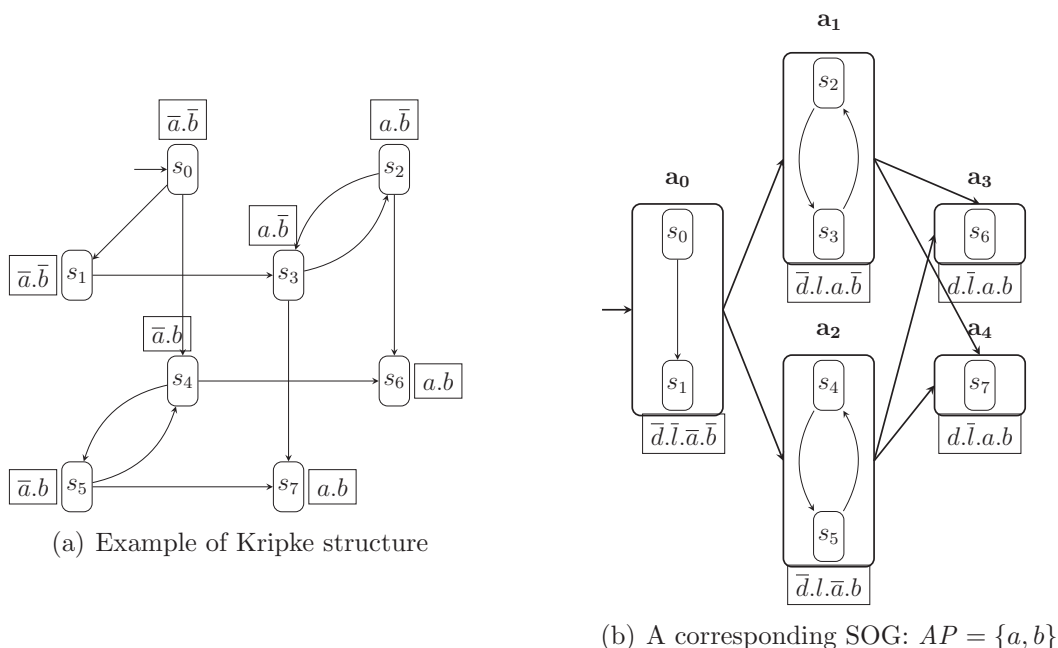 a̅.b̅
s₀
a.b̅
s₂
a̅.b̅
s₁
a.b̅
s₃
a̅.b
s₄
s₆
a.b
a̅.b
s₅
s₇
a.b
(a) Example of Kripke structure
a₀
s₀
s₁
d̅.l̅.a̅.b̅
a₁
s₂
s₃
d̅.l.a.b̅
a₂
s₄
s₅
d̅.l.a̅.b
a₃
s₆
d.l̅.a.b
a₄
s₇
d.l̅.a.b
(b) A corresponding SOG: AP = {a, b}